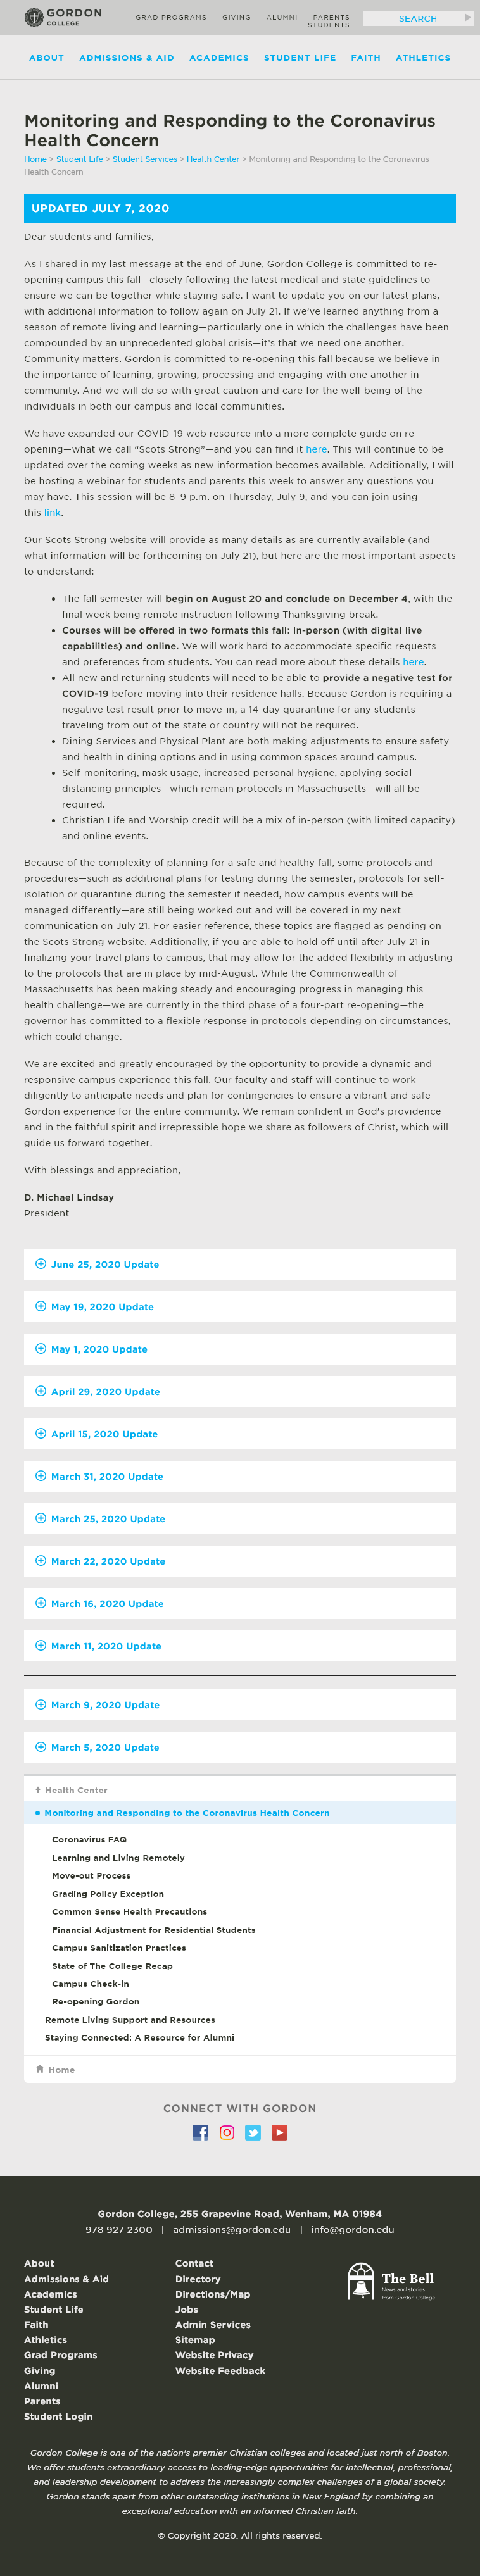 GORDON
COLLEGE
GRAD PROGRAMS GIVING ALUMNI PARENTS
STUDENTS
SEARCH
ABOUT ADMISSIONS & AID ACADEMICS STUDENT LIFE FAITH ATHLETICS
Monitoring and Responding to the Coronavirus
Health Concern
Home > Student Life > Student Services > Health Center > Monitoring and Responding to the Coronavirus
Health Concern
UPDATED JULY 7, 2020
Dear students and families,
As I shared in my last message at the end of June, Gordon College is committed to re-
opening campus this fall—closely following the latest medical and state guidelines to
ensure we can be together while staying safe. I want to update you on our latest plans,
with additional information to follow again on July 21. If we've learned anything from a
season of remote living and learning—particularly one in which the challenges have been
compounded by an unprecedented global crisis—it's that we need one another.
Community matters. Gordon is committed to re-opening this fall because we believe in
the importance of learning, growing, processing and engaging with one another in
community. And we will do so with great caution and care for the well-being of the
individuals in both our campus and local communities.
We have expanded our COVID-19 web resource into a more complete guide on re-
opening—what we call “Scots Strong”—and you can find it here. This will continue to be
updated over the coming weeks as new information becomes available. Additionally, I will
be hosting a webinar for students and parents this week to answer any questions you
may have. This session will be 8–9 p.m. on Thursday, July 9, and you can join using
this link.
Our Scots Strong website will provide as many details as are currently available (and
what information will be forthcoming on July 21), but here are the most important aspects
to understand:
• The fall semester will begin on August 20 and conclude on December 4, with the
final week being remote instruction following Thanksgiving break.
• Courses will be offered in two formats this fall: In-person (with digital live
capabilities) and online. We will work hard to accommodate specific requests
and preferences from students. You can read more about these details here.
• All new and returning students will need to be able to provide a negative test for
COVID-19 before moving into their residence halls. Because Gordon is requiring a
negative test result prior to move-in, a 14-day quarantine for any students
traveling from out of the state or country will not be required.
• Dining Services and Physical Plant are both making adjustments to ensure safety
and health in dining options and in using common spaces around campus.
• Self-monitoring, mask usage, increased personal hygiene, applying social
distancing principles—which remain protocols in Massachusetts—will all be
required.
• Christian Life and Worship credit will be a mix of in-person (with limited capacity)
and online events.
Because of the complexity of planning for a safe and healthy fall, some protocols and
procedures—such as additional plans for testing during the semester, protocols for self-
isolation or quarantine during the semester if needed, how campus events will be
managed differently—are still being worked out and will be covered in my next
communication on July 21. For easier reference, these topics are flagged as pending on
the Scots Strong website. Additionally, if you are able to hold off until after July 21 in
finalizing your travel plans to campus, that may allow for the added flexibility in adjusting
to the protocols that are in place by mid-August. While the Commonwealth of
Massachusetts has been making steady and encouraging progress in managing this
health challenge—we are currently in the third phase of a four-part re-opening—the
governor has committed to a flexible response in protocols depending on circumstances,
which could change.
We are excited and greatly encouraged by the opportunity to provide a dynamic and
responsive campus experience this fall. Our faculty and staff will continue to work
diligently to anticipate needs and plan for contingencies to ensure a vibrant and safe
Gordon experience for the entire community. We remain confident in God's providence
and in the faithful spirit and irrepressible hope we share as followers of Christ, which will
guide us forward together.
With blessings and appreciation,
D. Michael Lindsay
President
June 25, 2020 Update
May 19, 2020 Update
May 1, 2020 Update
April 29, 2020 Update
April 15, 2020 Update
March 31, 2020 Update
March 25, 2020 Update
March 22, 2020 Update
March 16, 2020 Update
March 11, 2020 Update
March 9, 2020 Update
March 5, 2020 Update
Health Center
Monitoring and Responding to the Coronavirus Health Concern
Coronavirus FAQ
Learning and Living Remotely
Move-out Process
Grading Policy Exception
Common Sense Health Precautions
Financial Adjustment for Residential Students
Campus Sanitization Practices
State of The College Recap
Campus Check-in
Re-opening Gordon
Remote Living Support and Resources
Staying Connected: A Resource for Alumni
Home
CONNECT WITH GORDON
Gordon College, 255 Grapevine Road, Wenham, MA 01984
978 927 2300 | admissions@gordon.edu | info@gordon.edu
About
Admissions & Aid
Academics
Student Life
Faith
Athletics
Grad Programs
Giving
Alumni
Parents
Student Login
Contact
Directory
Directions/Map
Jobs
Admin Services
Sitemap
Website Privacy
Website Feedback
The Bell
News and stories
from Gordon College
Gordon College is one of the nation's premier Christian colleges and located just north of Boston.
We offer students extraordinary access to leading-edge opportunities for intellectual, professional,
and leadership development to address the increasingly complex challenges of a global society.
Gordon stands apart from other outstanding institutions in New England by combining an
exceptional education with an informed Christian faith.
© Copyright 2020. All rights reserved.